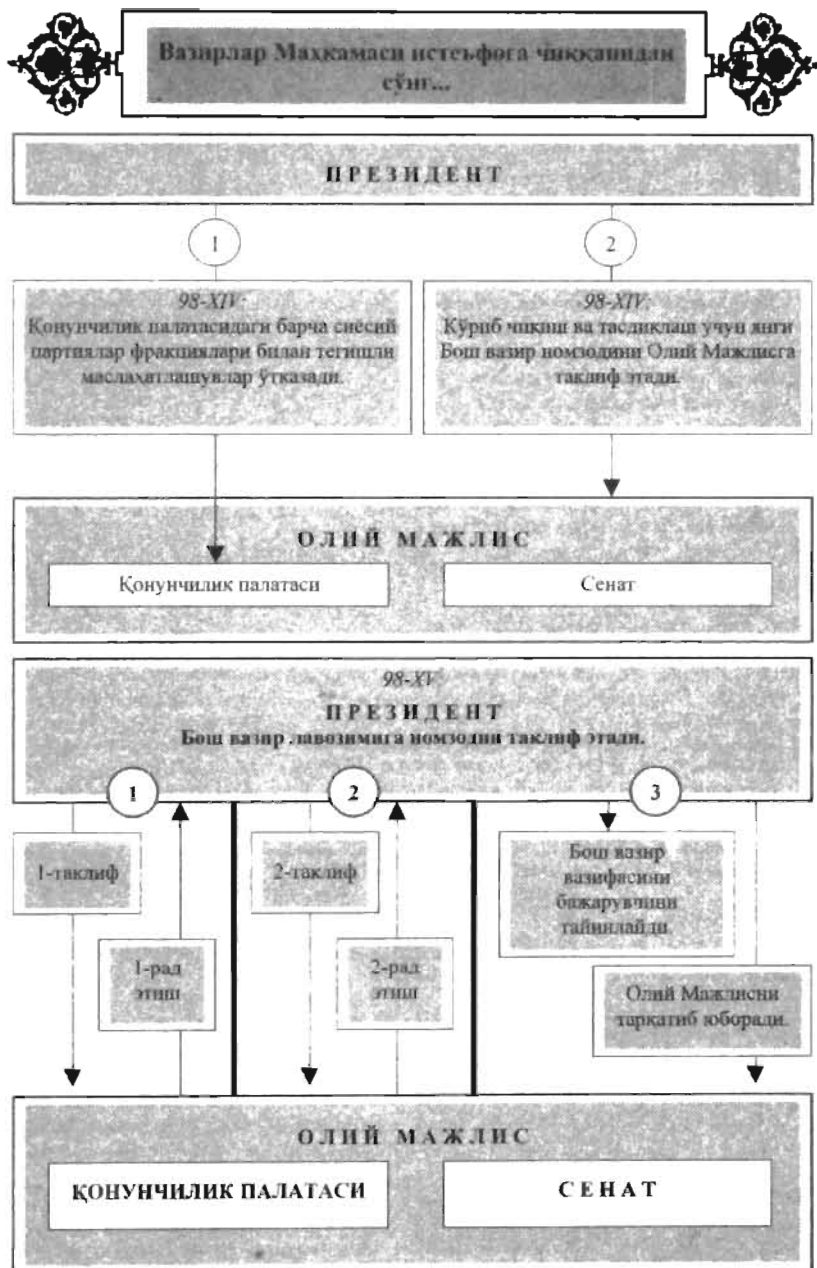 Вазирлар Маҳкамаси истеъфога чиққанидан
сўнг...
ПРЕЗИДЕНТ
1
2
98-XIV:
Қонунчилик палатасидаги барча сиёсий
партиялар фракциялари билан тегишли
маслаҳатлашувлар ўтказади.
98-XIV:
Кўриб чиқиш ва тасдиқлаш учун янги
Бош вазир номзодини Олий Мажлисга
таклиф этади.
ОЛИЙ МАЖЛИС
Қонунчилик палатаси
Сенат
98-XV
ПРЕЗИДЕНТ
Бош вазир лавозимига номзодни таклиф этади.
1
2
3
1-таклиф
1-рад
этиш
2-таклиф
2-рад
этиш
Бош вазир
вазифасини
бажарувчини
тайинлайди.
Олий Мажлисни
тарқатиб юборади.
ОЛИЙ МАЖЛИС
ҚОНУНЧИЛИК ПАЛАТАСИ
СЕНАТ